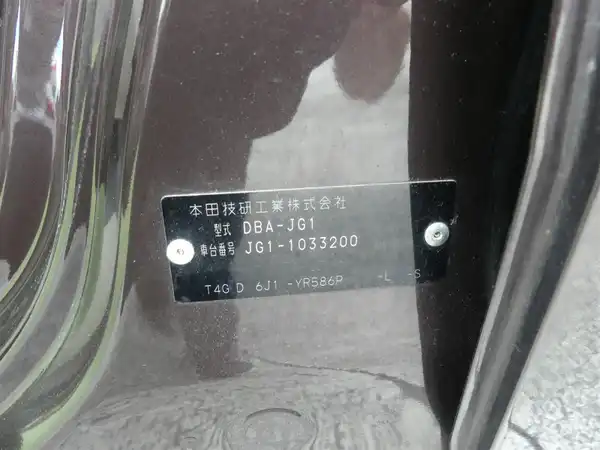 本田技研工業株式会社
型式 DBA-JG1
車台番号 JG1-1033200
T4G D 6J1 -YR586P -L -S